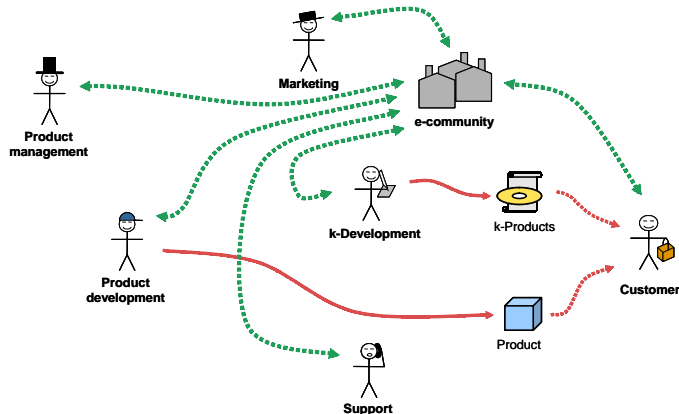 Marketing
e-community
Product
management
k-Development
k-Products
Product
development
Customer
Product
Support